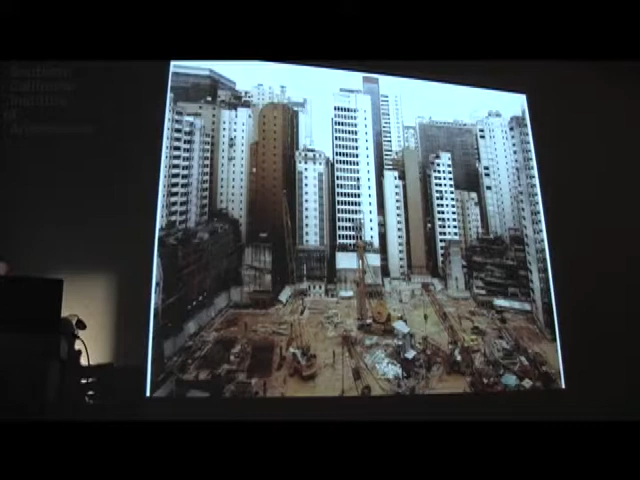 Southern
California
Institute
of
Architecture